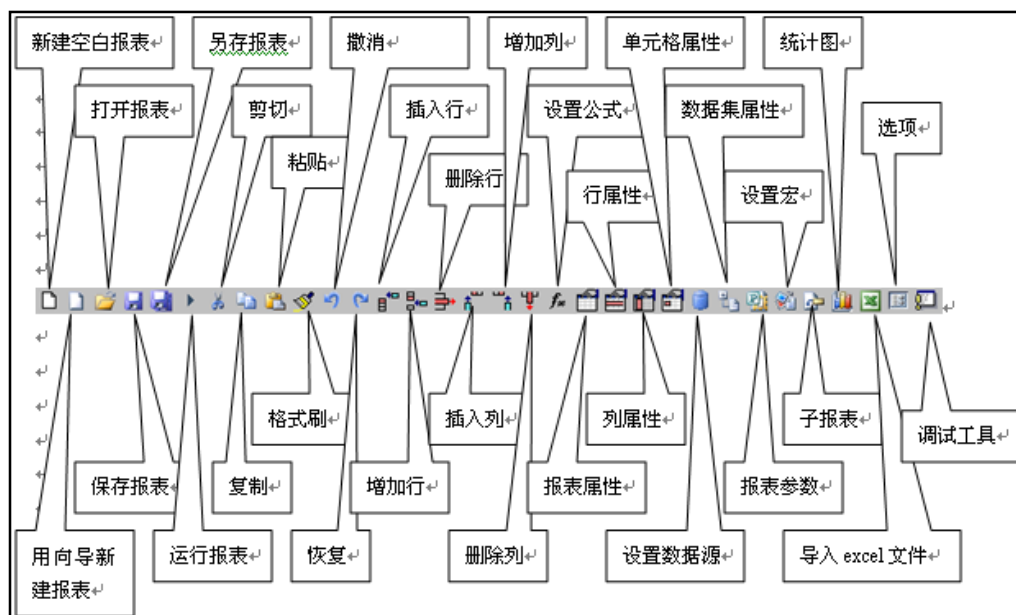 新建空白报表
另存报表
撤消
增加列
单元格属性
统计图
打开报表
剪切
插入行
设置公式
数据集属性
选项
粘贴
删除行
行属性
设置宏
格式刷
插入列
列属性
子报表
调试工具
保存报表
复制
增加行
报表属性
报表参数
用向导新
建报表
运行报表
恢复
删除列
设置数据源
导入 excel 文件